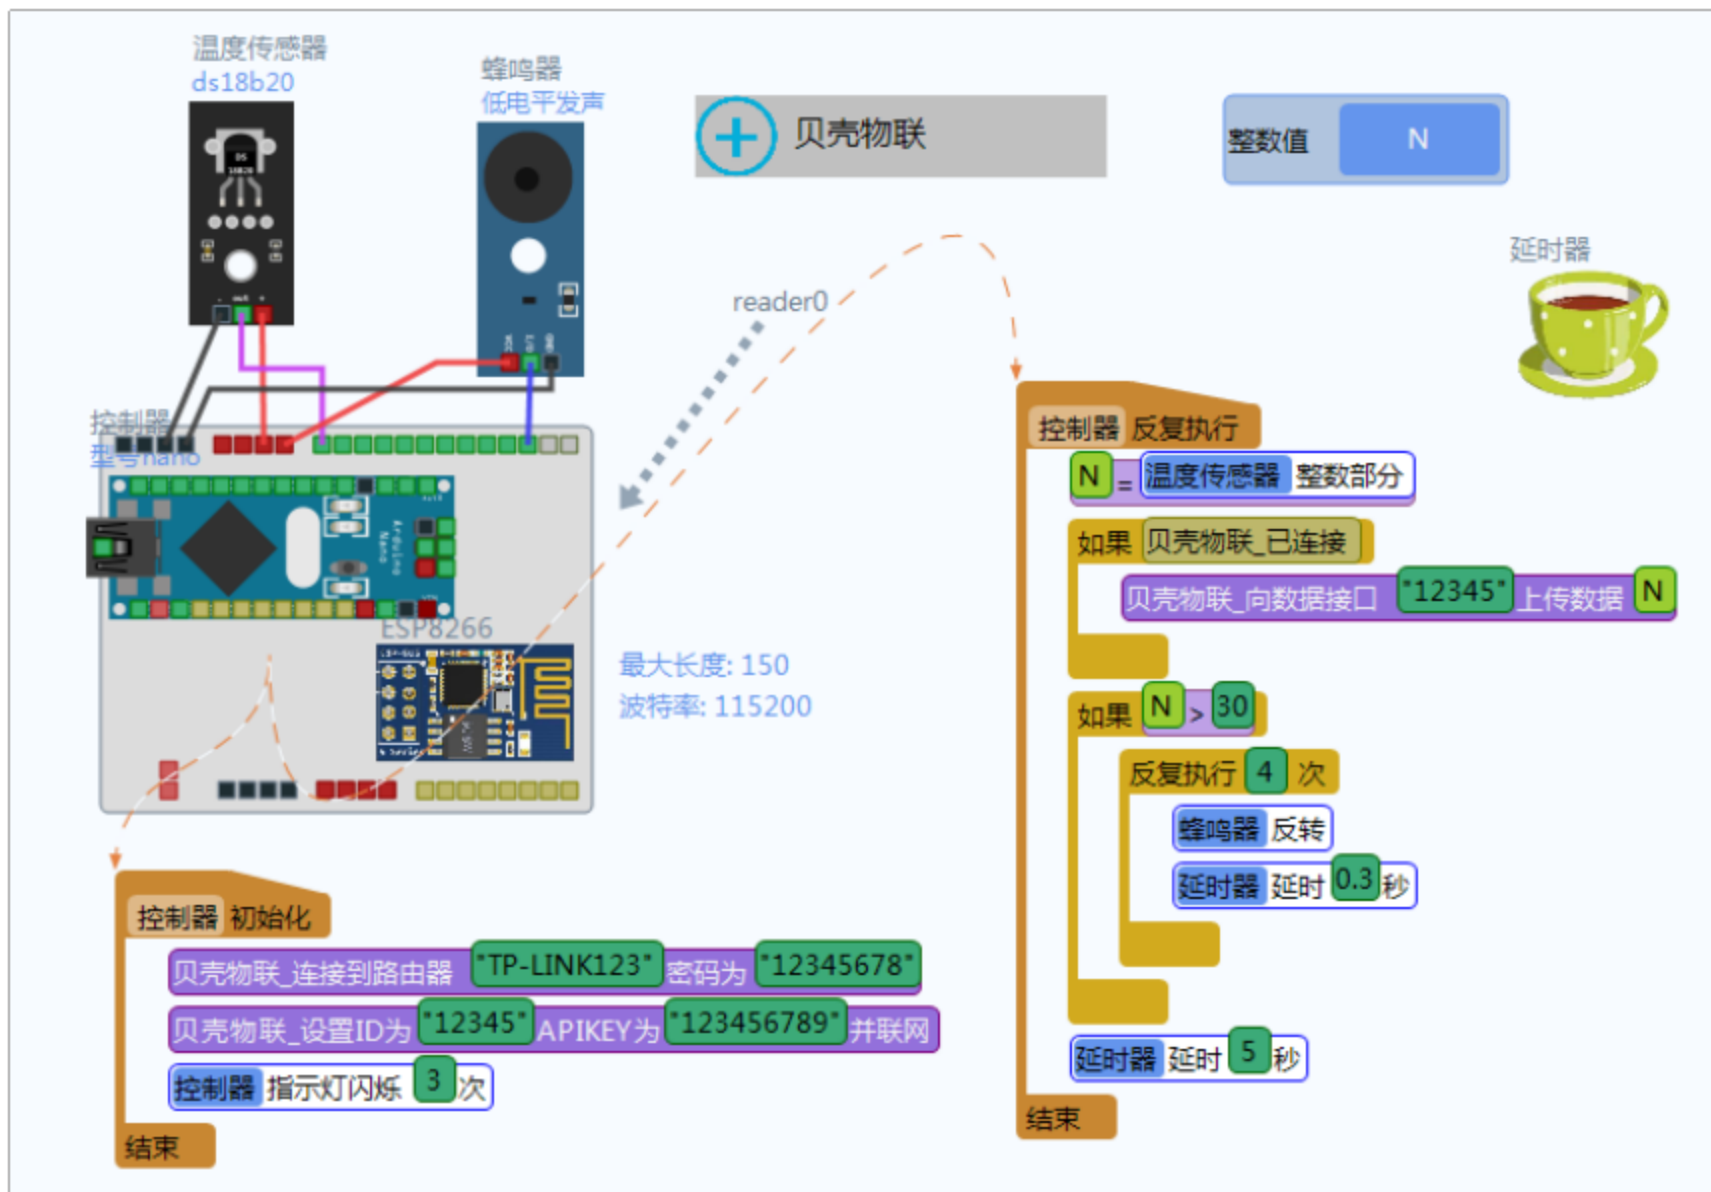 温度传感器
ds18b20
蜂鸣器
低电平发声
贝壳物联
整数值 N
延时器
DS
18B20
- out +
VCC I/O GND
reader0
控制器
型号nano
Arduino
Nano
VIN
ESP8266
最大长度: 150
波特率: 115200
控制器 初始化
贝壳物联_连接到路由器 "TP-LINK123" 密码为 "12345678"
贝壳物联_设置ID为 "12345" APIKEY为 "123456789" 并联网
控制器 指示灯闪烁 3 次
结束
控制器 反复执行
N = 温度传感器 整数部分
如果 贝壳物联_已连接
贝壳物联_向数据接口 "12345" 上传数据 N
如果 N > 30
反复执行 4 次
蜂鸣器 反转
延时器 延时 0.3 秒
延时器 延时 5 秒
结束